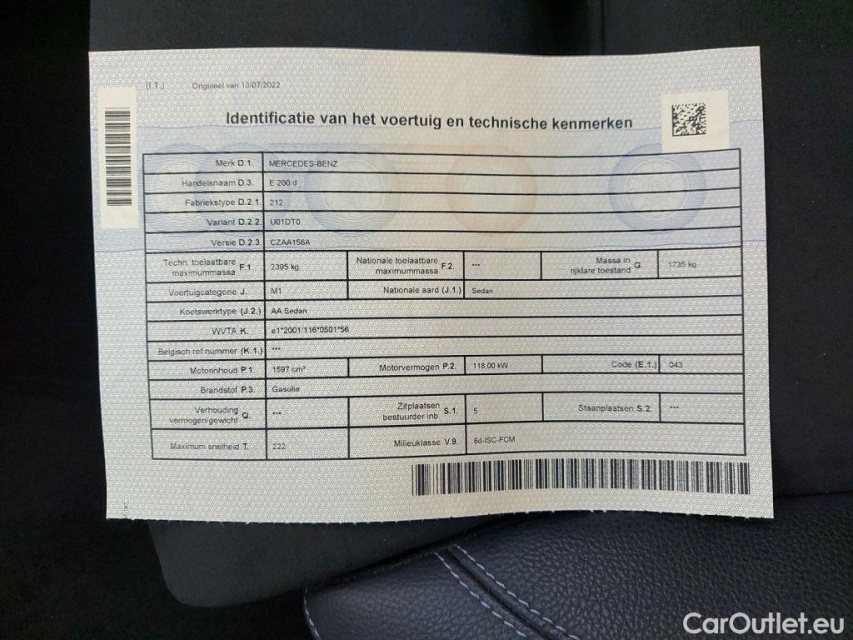 (I.1.) Origineel van 13/07/2022
Identificatie van het voertuig en technische kenmerken
Merk D.1. MERCEDES-BENZ
Handelsnaam D.3. E 200 d
Fabriekstype D.2.1. 212
Variant D.2.2. U01DT0
Versie D.2.3. CZAA156A
Techn. toelaatbare maximummassa F.1 2395 kg Nationale toelaatbare maximummassa F.2. --- Massa in rijklare toestand G. 1735 kg
Voertuigcategorie J. M1 Nationale aard (J.1.) Sedan
Koetswerktype (J.2.) AA Sedan
WVTA K. e1*2001/116*0501*56
Belgisch ref nummer (K.1.) ---
Motorinhoud P.1. 1597 cm³ Motorvermogen P.2. 118.00 kW Code (E.1.) 043
Brandstof P.3. Gasolie
Verhouding vermogen/gewicht Q. --- Zitplaatsen bestuurder inb S.1. 5 Staanplaatsen S.2. ---
Maximum snelheid T. 222 Milieuklasse V.9. 6d-ISC-FCM
CarOutlet.eu